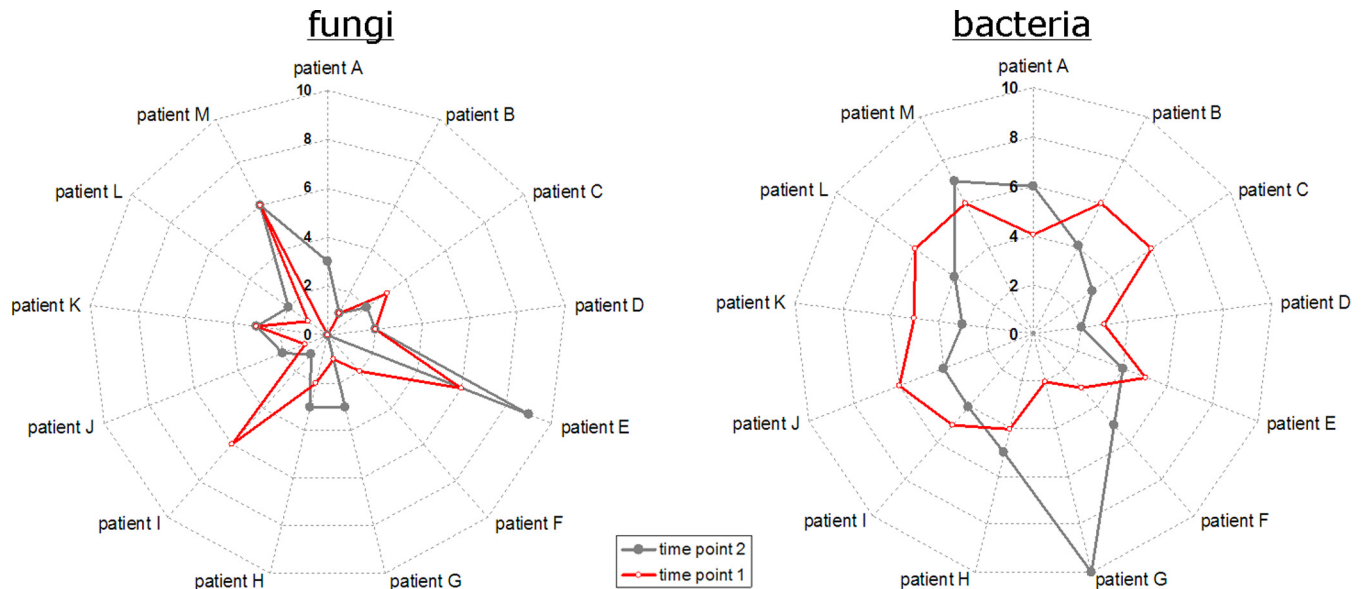 fungi
patient A
patient B
patient C
patient D
patient E
patient F
patient G
patient H
patient I
patient J
patient K
patient L
patient M
10
8
6
4
2
0
time point 2
time point 1
bacteria
patient A
patient B
patient C
patient D
patient E
patient F
patient G
patient H
patient I
patient J
patient K
patient L
patient M
10
8
6
4
2
0